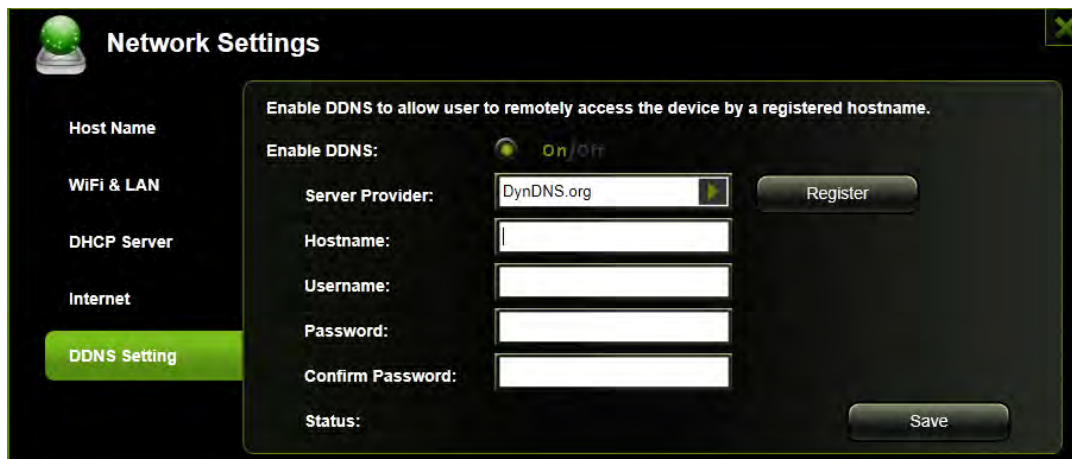 Network Settings
Host Name
WiFi & LAN
DHCP Server
Internet
DDNS Setting
Enable DDNS to allow user to remotely access the device by a registered hostname.
Enable DDNS: On/Off
Server Provider: DynDNS.org Register
Hostname:
Username:
Password:
Confirm Password:
Status: Save